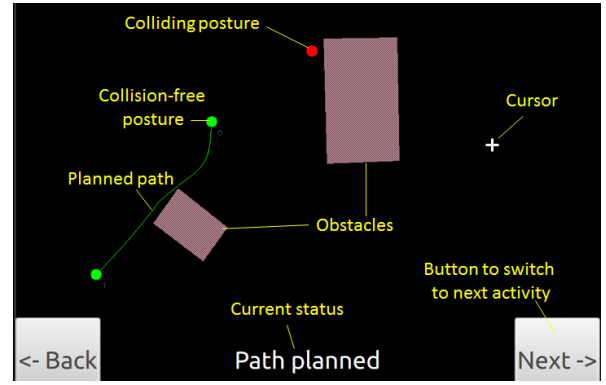 Colliding posture
Collision-free
posture
0
Cursor
Planned path
Obstacles
1
Button to switch
to next activity
Current status
<- Back
Path planned
Next ->